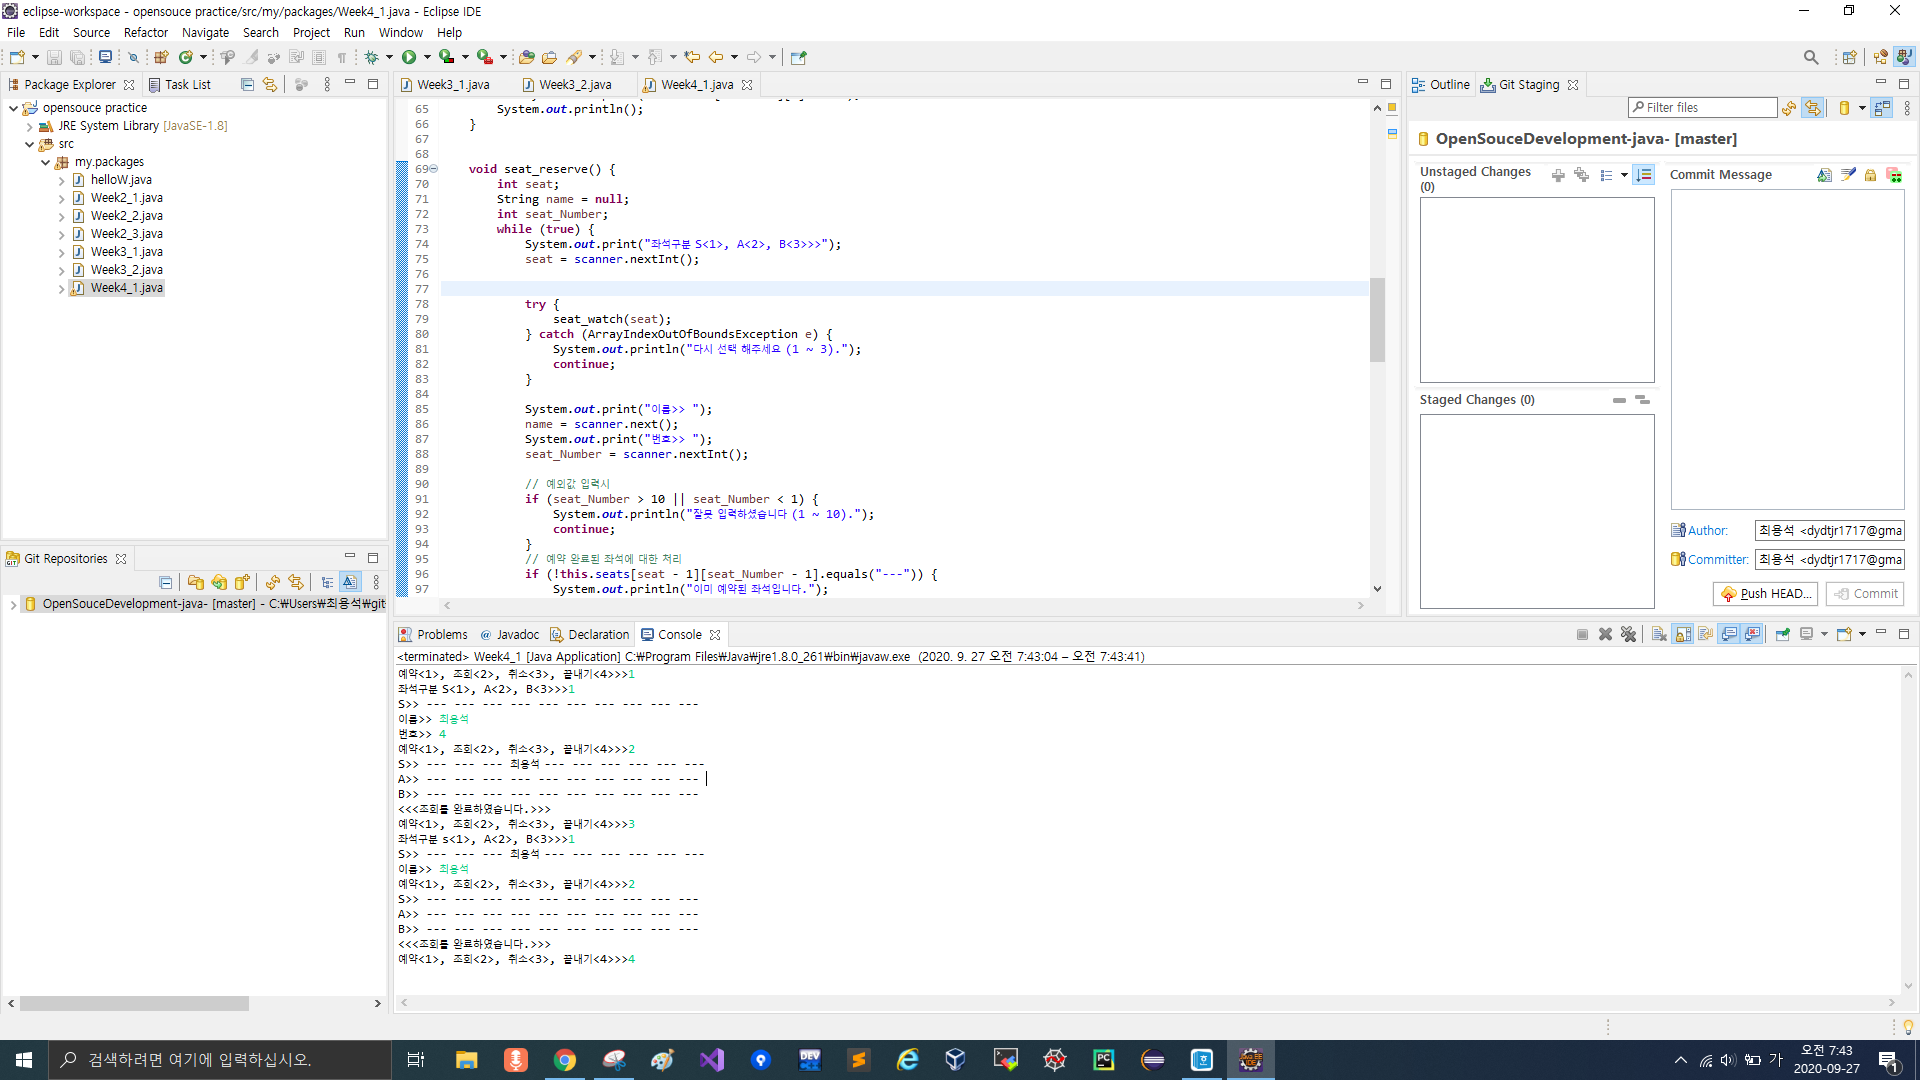 eclipse-workspace - opensouce practice/src/my/packages/Week4_1.java - Eclipse IDE
File Edit Source Refactor Navigate Search Project Run Window Help
Package Explorer Task List
opensouce practice
JRE System Library [JavaSE-1.8]
src
my.packages
helloW.java
Week2_1.java
Week2_2.java
Week2_3.java
Week3_1.java
Week3_2.java
Week4_1.java
Git Repositories
OpenSouceDevelopment-java- [master] - C:₩Users₩최용석₩git
Week3_1.java Week3_2.java Week4_1.java
65 System.out.println();
66 }
67
68
69 void seat_reserve() {
70 int seat;
71 String name = null;
72 int seat_Number;
73 while (true) {
74 System.out.print("좌석구분 S<1>, A<2>, B<3>>>");
75 seat = scanner.nextInt();
76
77
78 try {
79 seat_watch(seat);
80 } catch (ArrayIndexOutOfBoundsException e) {
81 System.out.println("다시 선택 해주세요 (1 ~ 3).");
82 continue;
83 }
84
85 System.out.print("이름>> ");
86 name = scanner.next();
87 System.out.print("번호>> ");
88 seat_Number = scanner.nextInt();
89
90 // 예외값 입력시
91 if (seat_Number > 10 || seat_Number < 1) {
92 System.out.println("잘못 입력하셨습니다 (1 ~ 10).");
93 continue;
94 }
95 // 예약 완료된 좌석에 대한 처리
96 if (!this.seats[seat - 1][seat_Number - 1].equals("---")) {
97 System.out.println("이미 예약된 좌석입니다.");
Problems Javadoc Declaration Console
<terminated> Week4_1 [Java Application] C:₩Program Files₩Java₩jre1.8.0_261₩bin₩javaw.exe (2020. 9. 27 오전 7:43:04 – 오전 7:43:41)
예약<1>, 조회<2>, 취소<3>, 끝내기<4>>>1
좌석구분 S<1>, A<2>, B<3>>>1
S>> --- --- --- --- --- --- --- --- --- ---
이름>> 최용석
번호>> 4
예약<1>, 조회<2>, 취소<3>, 끝내기<4>>>2
S>> --- --- --- 최용석 --- --- --- --- --- ---
A>> --- --- --- --- --- --- --- --- --- ---
B>> --- --- --- --- --- --- --- --- --- ---
<<<조회를 완료하였습니다.>>>
예약<1>, 조회<2>, 취소<3>, 끝내기<4>>>3
좌석구분 s<1>, A<2>, B<3>>>1
S>> --- --- --- 최용석 --- --- --- --- --- ---
이름>> 최용석
예약<1>, 조회<2>, 취소<3>, 끝내기<4>>>2
S>> --- --- --- --- --- --- --- --- --- ---
A>> --- --- --- --- --- --- --- --- --- ---
B>> --- --- --- --- --- --- --- --- --- ---
<<<조회를 완료하였습니다.>>>
예약<1>, 조회<2>, 취소<3>, 끝내기<4>>>4
Outline Git Staging
Filter files
OpenSouceDevelopment-java- [master]
Unstaged Changes (0)
Staged Changes (0)
Commit Message
Author: 최용석 <dydtjr1717@gma
Committer: 최용석 <dydtjr1717@gma
Push HEAD... Commit
검색하려면 여기에 입력하십시오.
가
오전 7:43
2020-09-27
1